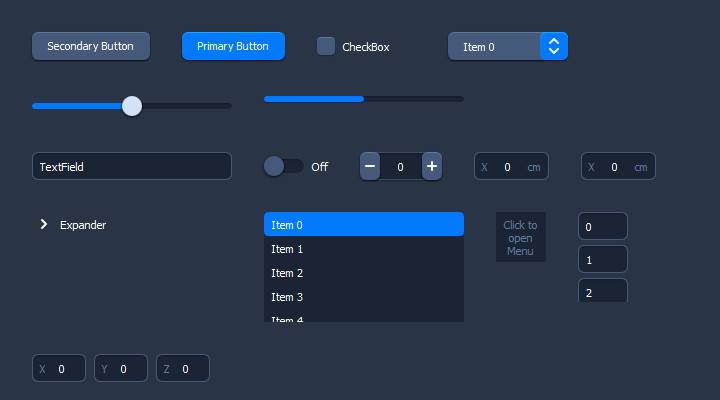 Secondary Button
Primary Button
CheckBox
Item 0
TextField
Off
0
X 0 cm
X 0 cm
Expander
Item 0
Item 1
Item 2
Item 3
Item 4
Click to
open
Menu
0
1
2
X 0
Y 0
Z 0